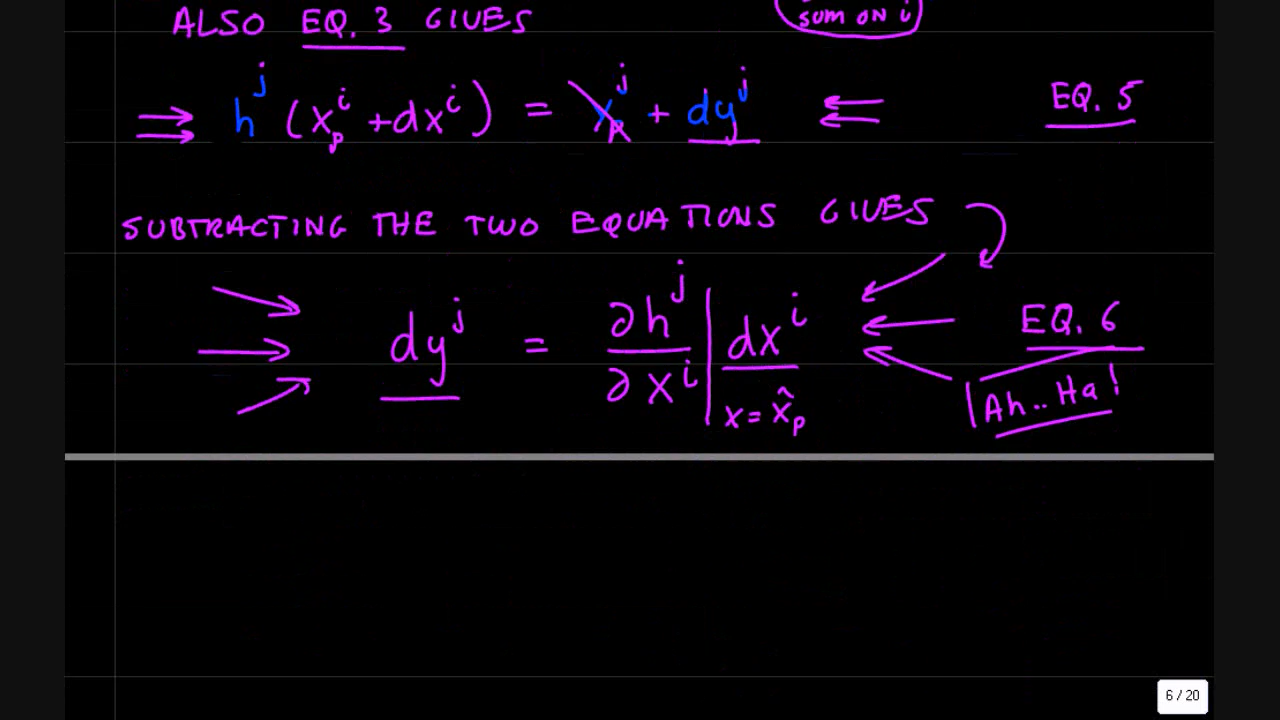 ALSO EQ. 3 GIVES
SUM ON i
⇒ h^j (x_p^i + dx^i) = x_p^j + dy^j ⇐ EQ. 5
SUBTRACTING THE TWO EQUATIONS GIVES
dy^j = ∂h^j/∂x^i | dx^i EQ. 6
x = x̂_p
Ah.. Ha!
6 / 20